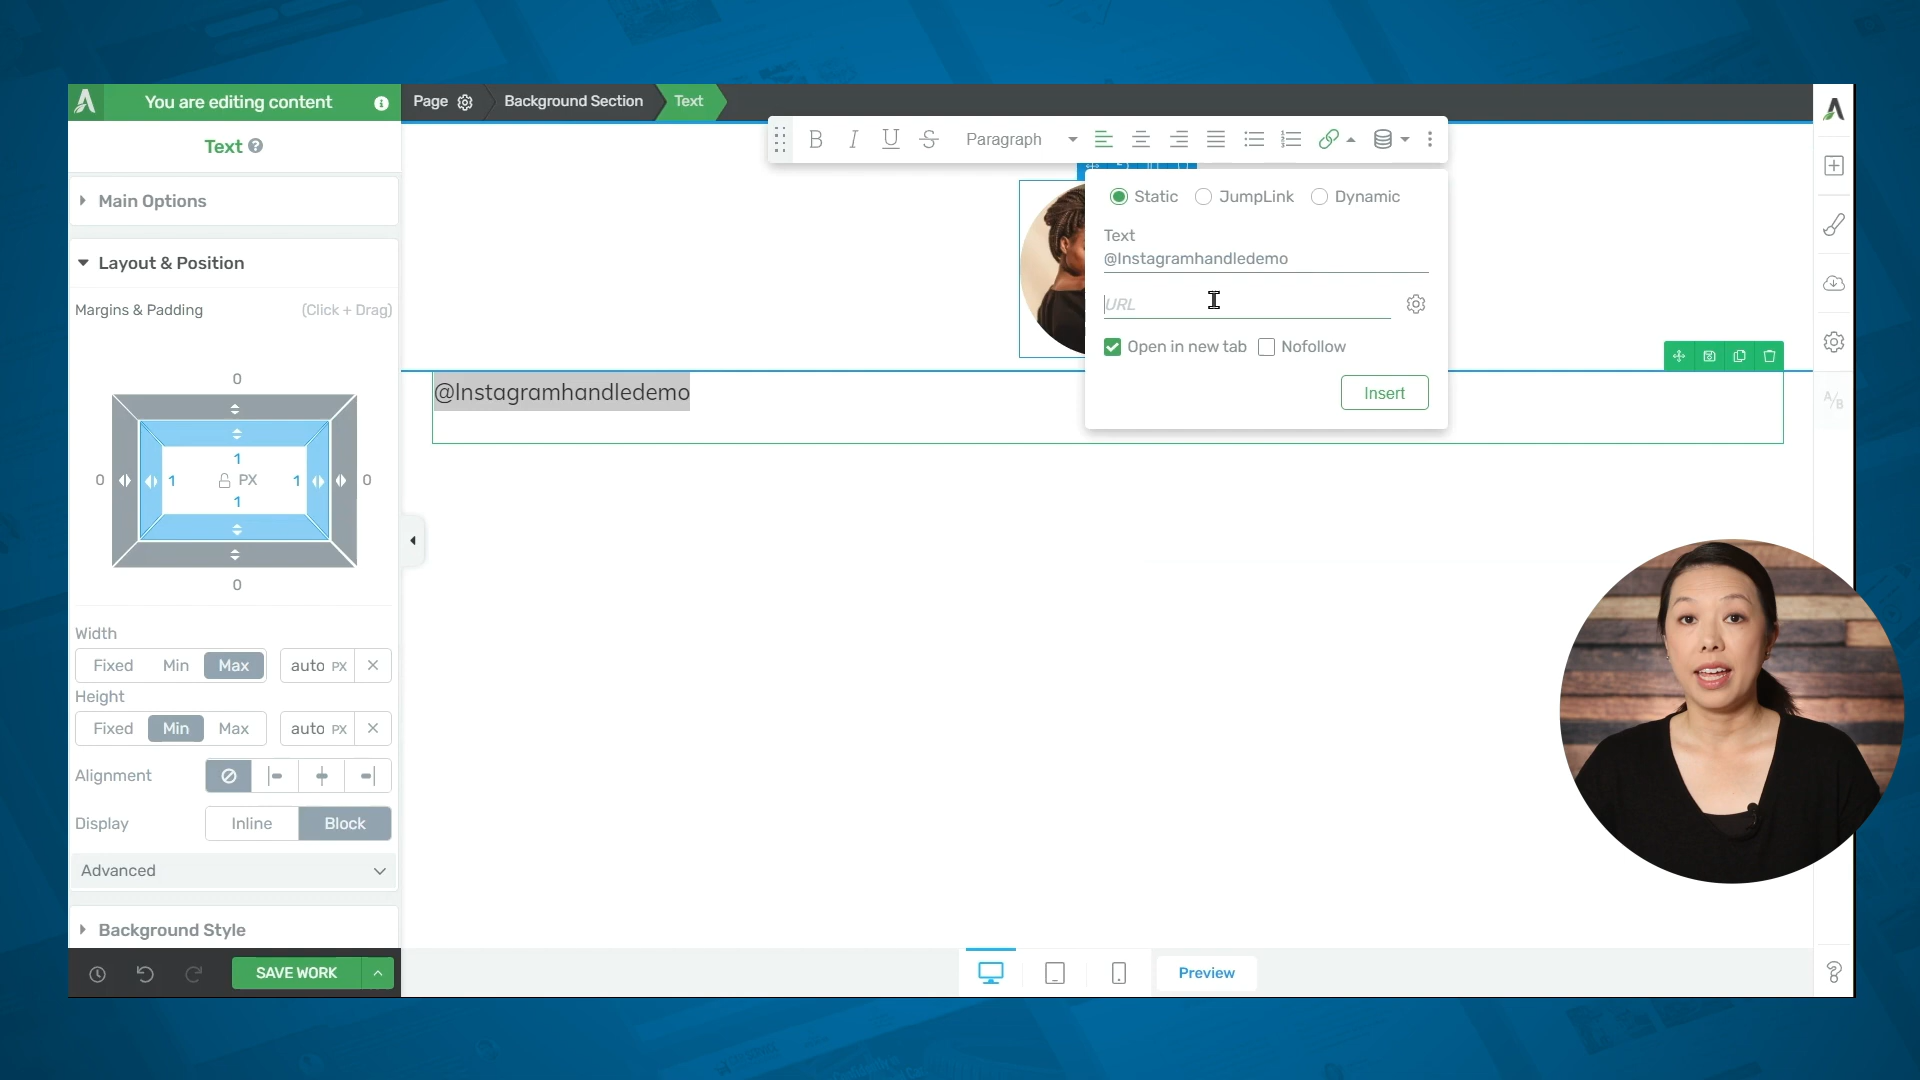 You are editing content
Page
Background Section
Text
Text
Paragraph
Main Options
Static
JumpLink
Dynamic
Text
@Instagramhandledemo
Layout & Position
URL
Margins & Padding
(Click + Drag)
Open in new tab
Nofollow
Insert
@Instagramhandledemo
A/B
0
1
0
1
PX
1
0
1
0
Width
Fixed
Min
Max
auto PX
Height
Fixed
Min
Max
auto PX
Alignment
Display
Inline
Block
Advanced
Background Style
SAVE WORK
Preview